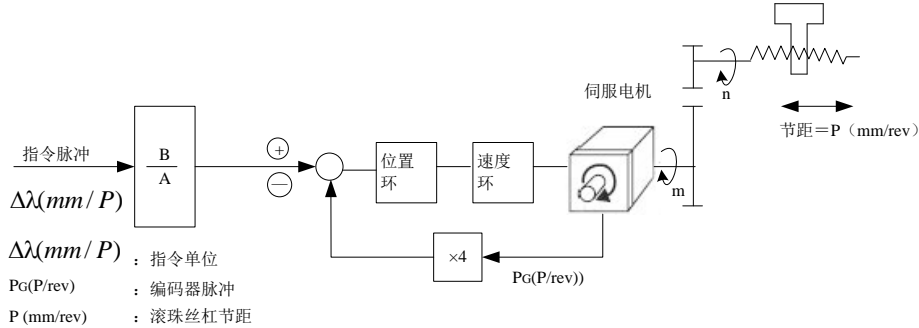 伺服电机
n
节距=P（mm/rev）
指令脉冲
B
A
+
—
位置
环
速度
环
m
Δλ(mm/P)
×4
PG(P/rev))
Δλ(mm/P) ：指令单位
PG(P/rev) ：编码器脉冲
P (mm/rev) ：滚珠丝杠节距